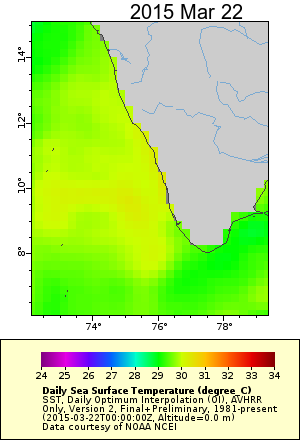 2015 Mar 22
14°
12°
10°
8°
74°
76°
78°
24 25 26 27 28 29 30 31 32 33 34
Daily Sea Surface Temperature (degree_C)
SST, Daily Optimum Interpolation (OI), AVHRR
Only, Version 2, Final+Preliminary, 1981-present
(2015-03-22T00:00:00Z, Altitude=0.0 m)
Data courtesy of NOAA NCEI